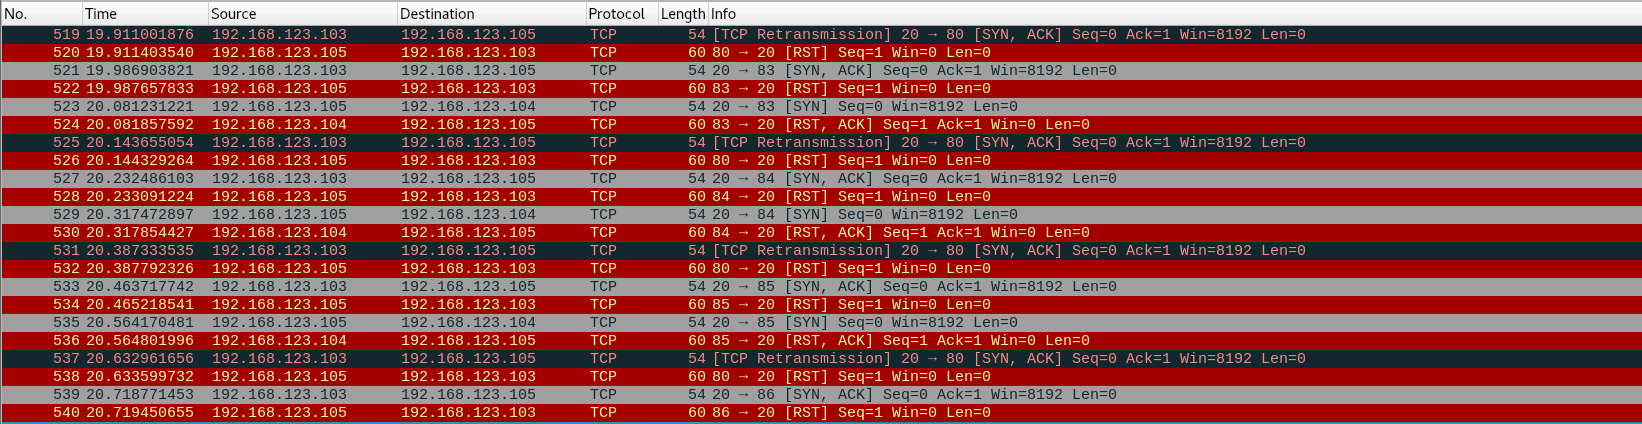 No. Time Source Destination Protocol Length Info
519 19.911001876 192.168.123.103 192.168.123.105 TCP 54 [TCP Retransmission] 20 → 80 [SYN, ACK] Seq=0 Ack=1 Win=8192 Len=0
520 19.911403540 192.168.123.105 192.168.123.103 TCP 60 80 → 20 [RST] Seq=1 Win=0 Len=0
521 19.986903821 192.168.123.103 192.168.123.105 TCP 54 20 → 83 [SYN, ACK] Seq=0 Ack=1 Win=8192 Len=0
522 19.987657833 192.168.123.105 192.168.123.103 TCP 60 83 → 20 [RST] Seq=1 Win=0 Len=0
523 20.081231221 192.168.123.105 192.168.123.104 TCP 54 20 → 83 [SYN] Seq=0 Win=8192 Len=0
524 20.081857592 192.168.123.104 192.168.123.105 TCP 60 83 → 20 [RST, ACK] Seq=1 Ack=1 Win=0 Len=0
525 20.143655054 192.168.123.103 192.168.123.105 TCP 54 [TCP Retransmission] 20 → 80 [SYN, ACK] Seq=0 Ack=1 Win=8192 Len=0
526 20.144329264 192.168.123.105 192.168.123.103 TCP 60 80 → 20 [RST] Seq=1 Win=0 Len=0
527 20.232486103 192.168.123.103 192.168.123.105 TCP 54 20 → 84 [SYN, ACK] Seq=0 Ack=1 Win=8192 Len=0
528 20.233091224 192.168.123.105 192.168.123.103 TCP 60 84 → 20 [RST] Seq=1 Win=0 Len=0
529 20.317472897 192.168.123.105 192.168.123.104 TCP 54 20 → 84 [SYN] Seq=0 Win=8192 Len=0
530 20.317854427 192.168.123.104 192.168.123.105 TCP 60 84 → 20 [RST, ACK] Seq=1 Ack=1 Win=0 Len=0
531 20.387333535 192.168.123.103 192.168.123.105 TCP 54 [TCP Retransmission] 20 → 80 [SYN, ACK] Seq=0 Ack=1 Win=8192 Len=0
532 20.387792326 192.168.123.105 192.168.123.103 TCP 60 80 → 20 [RST] Seq=1 Win=0 Len=0
533 20.463717742 192.168.123.103 192.168.123.105 TCP 54 20 → 85 [SYN, ACK] Seq=0 Ack=1 Win=8192 Len=0
534 20.465218541 192.168.123.105 192.168.123.103 TCP 60 85 → 20 [RST] Seq=1 Win=0 Len=0
535 20.564170481 192.168.123.105 192.168.123.104 TCP 54 20 → 85 [SYN] Seq=0 Win=8192 Len=0
536 20.564801996 192.168.123.104 192.168.123.105 TCP 60 85 → 20 [RST, ACK] Seq=1 Ack=1 Win=0 Len=0
537 20.632961656 192.168.123.103 192.168.123.105 TCP 54 [TCP Retransmission] 20 → 80 [SYN, ACK] Seq=0 Ack=1 Win=8192 Len=0
538 20.633599732 192.168.123.105 192.168.123.103 TCP 60 80 → 20 [RST] Seq=1 Win=0 Len=0
539 20.718771453 192.168.123.103 192.168.123.105 TCP 54 20 → 86 [SYN, ACK] Seq=0 Ack=1 Win=8192 Len=0
540 20.719450655 192.168.123.105 192.168.123.103 TCP 60 86 → 20 [RST] Seq=1 Win=0 Len=0